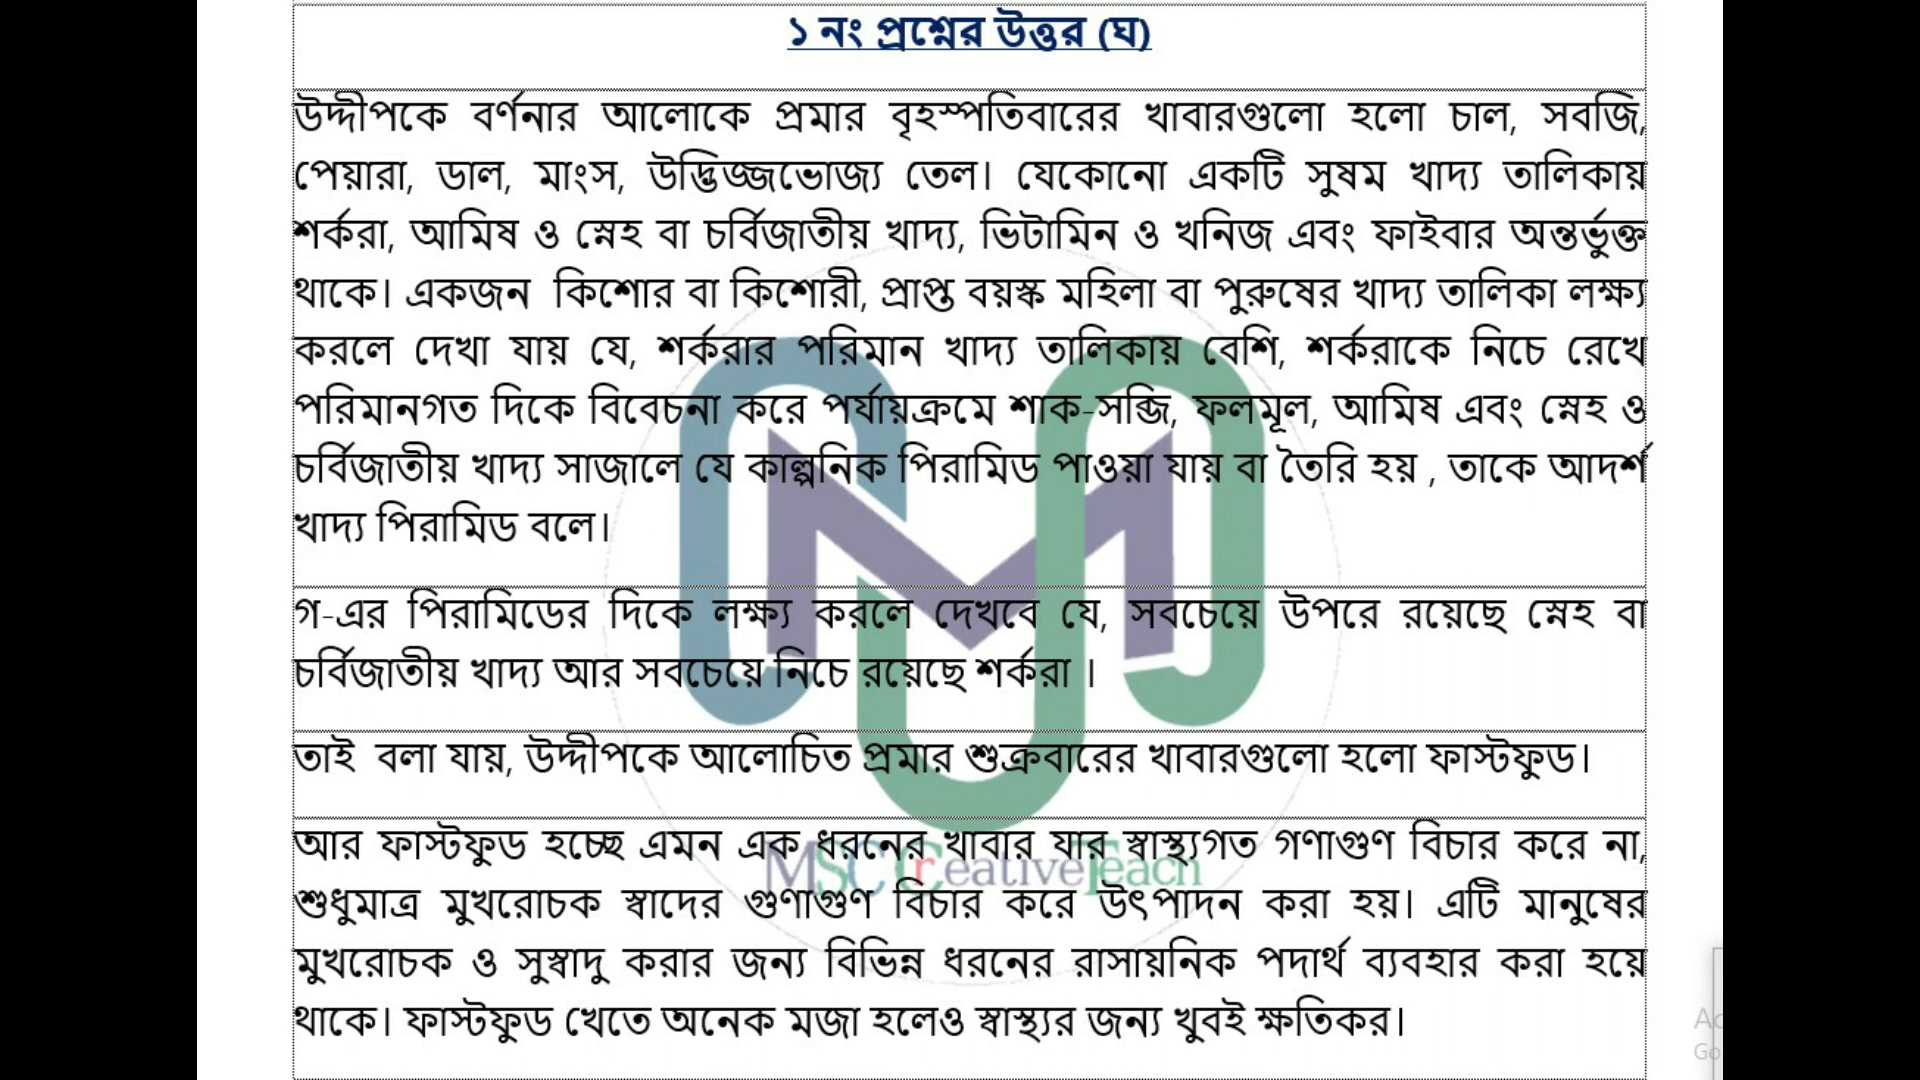 ১ নং প্রশ্নের উত্তর (ঘ)
উদ্দীপকে বর্ণনার আলোকে প্রমার বৃহস্পতিবারের খাবারগুলো হলো চাল, সবজি,
পেয়ারা, ডাল, মাংস, উদ্ভিজ্জভোজ্য তেল। যেকোনো একটি সুষম খাদ্য তালিকায়
শর্করা, আমিষ ও স্নেহ বা চর্বিজাতীয় খাদ্য, ভিটামিন ও খনিজ এবং ফাইবার অন্তর্ভুক্ত
থাকে। একজন কিশোর বা কিশোরী, প্রাপ্ত বয়স্ক মহিলা বা পুরুষের খাদ্য তালিকা লক্ষ্য
করলে দেখা যায় যে, শর্করার পরিমান খাদ্য তালিকায় বেশি, শর্করাকে নিচে রেখে
পরিমানগত দিকে বিবেচনা করে পর্যায়ক্রমে শাক-সব্জি, ফলমূল, আমিষ এবং স্নেহ ও
চর্বিজাতীয় খাদ্য সাজালে যে কাল্পনিক পিরামিড পাওয়া যায় বা তৈরি হয় , তাকে আদর্শ
খাদ্য পিরামিড বলে।
গ-এর পিরামিডের দিকে লক্ষ্য করলে দেখবে যে, সবচেয়ে উপরে রয়েছে স্নেহ বা
চর্বিজাতীয় খাদ্য আর সবচেয়ে নিচে রয়েছে শর্করা ।
তাই বলা যায়, উদ্দীপকে আলোচিত প্রমার শুক্রবারের খাবারগুলো হলো ফাস্টফুড।
আর ফাস্টফুড হচ্ছে এমন এক ধরনের খাবার যার স্বাস্থ্যগত গণাগুণ বিচার করে না,
MSC CreativeTeach
শুধুমাত্র মুখরোচক স্বাদের গুণাগুণ বিচার করে উৎপাদন করা হয়। এটি মানুষের
মুখরোচক ও সুস্বাদু করার জন্য বিভিন্ন ধরনের রাসায়নিক পদার্থ ব্যবহার করা হয়ে
থাকে। ফাস্টফুড খেতে অনেক মজা হলেও স্বাস্থ্যর জন্য খুবই ক্ষতিকর।